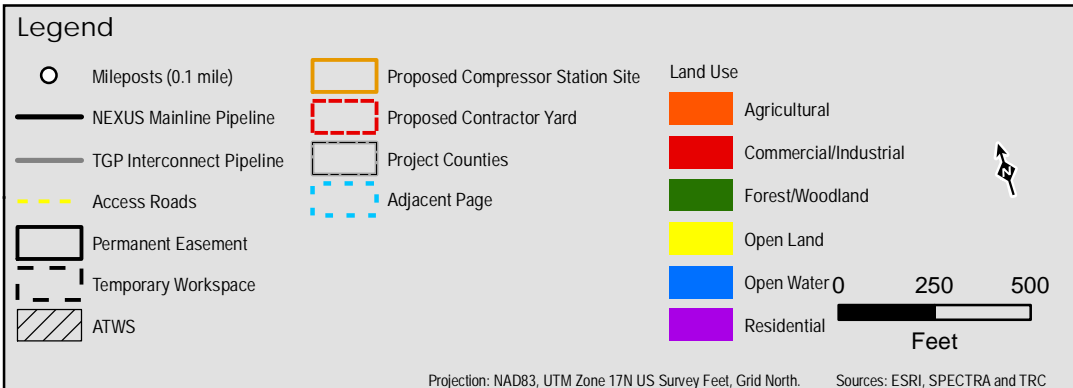 Legend
Mileposts (0.1 mile)
NEXUS Mainline Pipeline
TGP Interconnect Pipeline
Access Roads
Permanent Easement
Temporary Workspace
ATWS
Proposed Compressor Station Site
Proposed Contractor Yard
Project Counties
Adjacent Page
Land Use
Agricultural
Commercial/Industrial
Forest/Woodland
Open Land
Open Water
Residential
N
0 250 500
Feet
Projection: NAD83, UTM Zone 17N US Survey Feet, Grid North. Sources: ESRI, SPECTRA and TRC